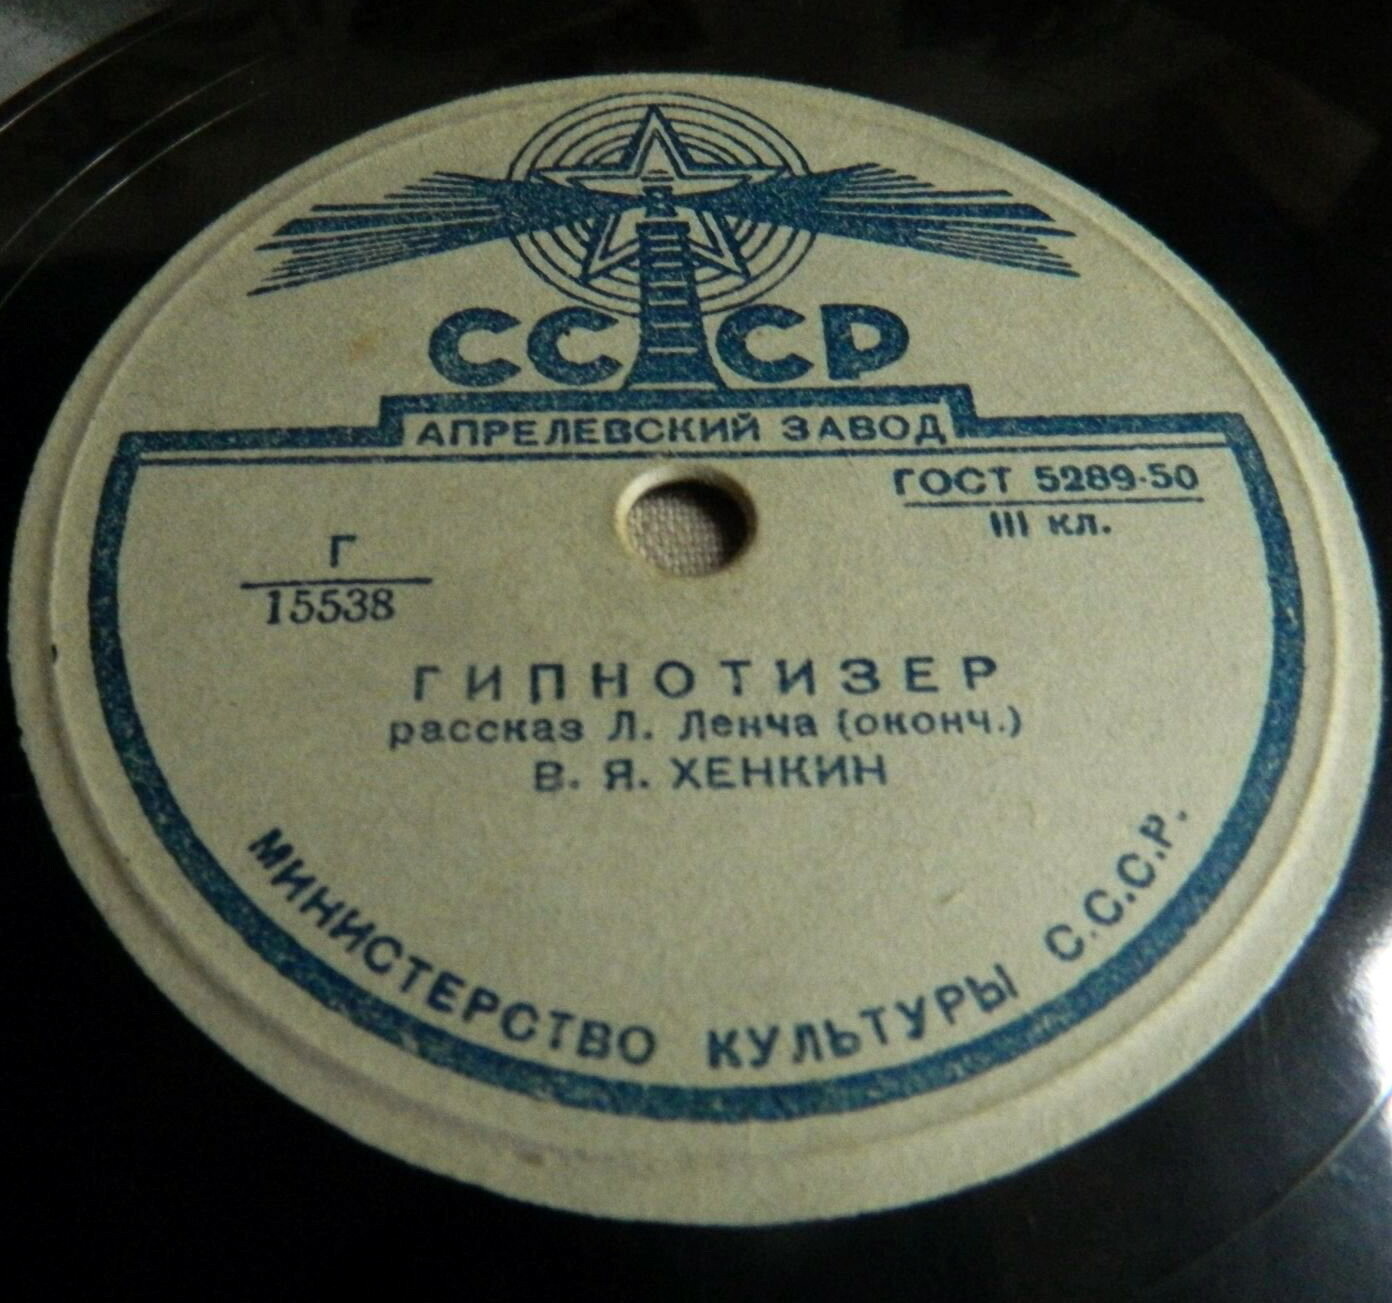 СССР
АПРЕЛЕВСКИЙ ЗАВОД
ГОСТ 5289-50
III кл.
Г
15538
ГИПНОТИЗЕР
рассказ Л. Ленча (оконч.)
В. Я. ХЕНКИН
МИНИСТЕРСТВО КУЛЬТУРЫ С.С.С.Р.